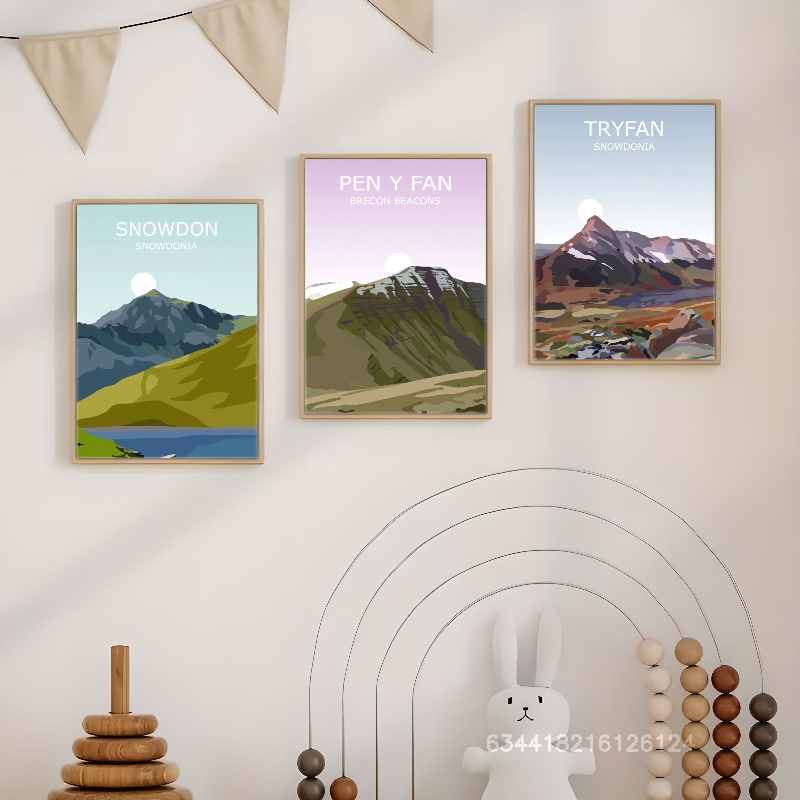 SNOWDON
SNOWDONIA
PEN Y FAN
BRECON BEACONS
TRYFAN
SNOWDONIA
634418216126124